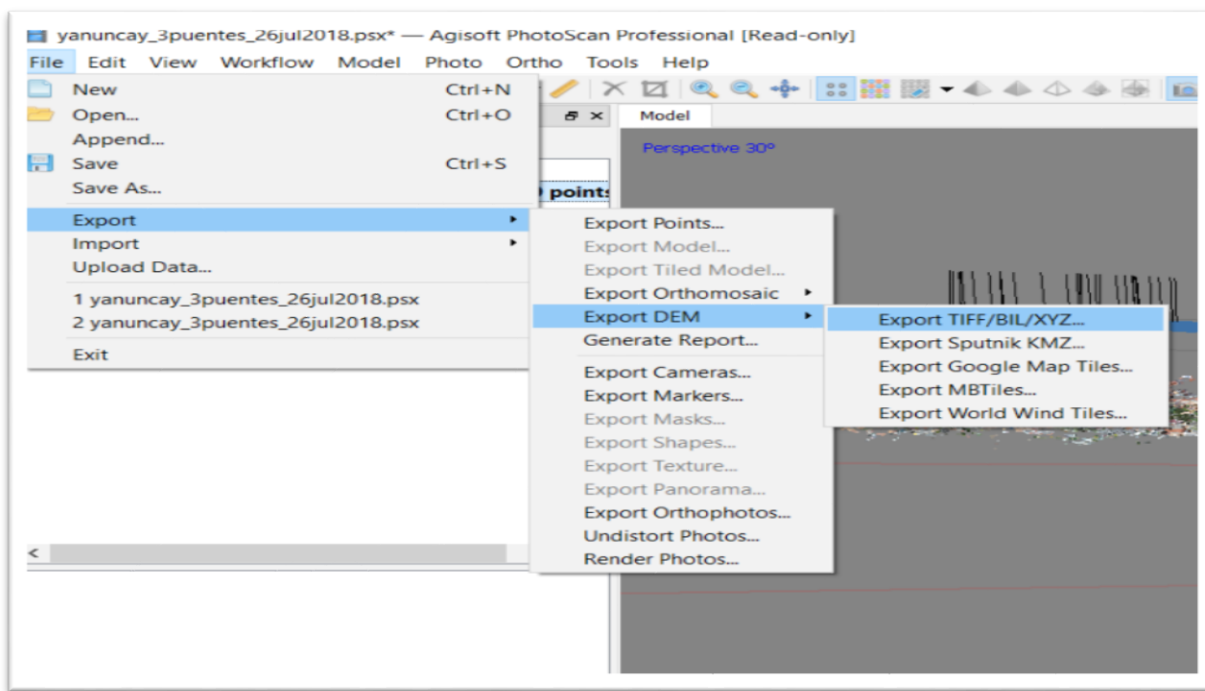 yanuncay_3puentes_26jul2018.psx* — Agisoft PhotoScan Professional [Read-only]
File Edit View Workflow Model Photo Ortho Tools Help
New Ctrl+N
Open... Ctrl+O
Append...
Save Ctrl+S
Save As...
Export
Import
Upload Data...
1 yanuncay_3puentes_26jul2018.psx
2 yanuncay_3puentes_26jul2018.psx
Exit
points
Model
Perspective 30°
Export Points...
Export Model...
Export Tiled Model...
Export Orthomosaic
Export DEM
Generate Report...
Export Cameras...
Export Markers...
Export Masks...
Export Shapes...
Export Texture...
Export Panorama...
Export Orthophotos...
Undistort Photos...
Render Photos...
Export TIFF/BIL/XYZ...
Export Sputnik KMZ...
Export Google Map Tiles...
Export MBTiles...
Export World Wind Tiles...